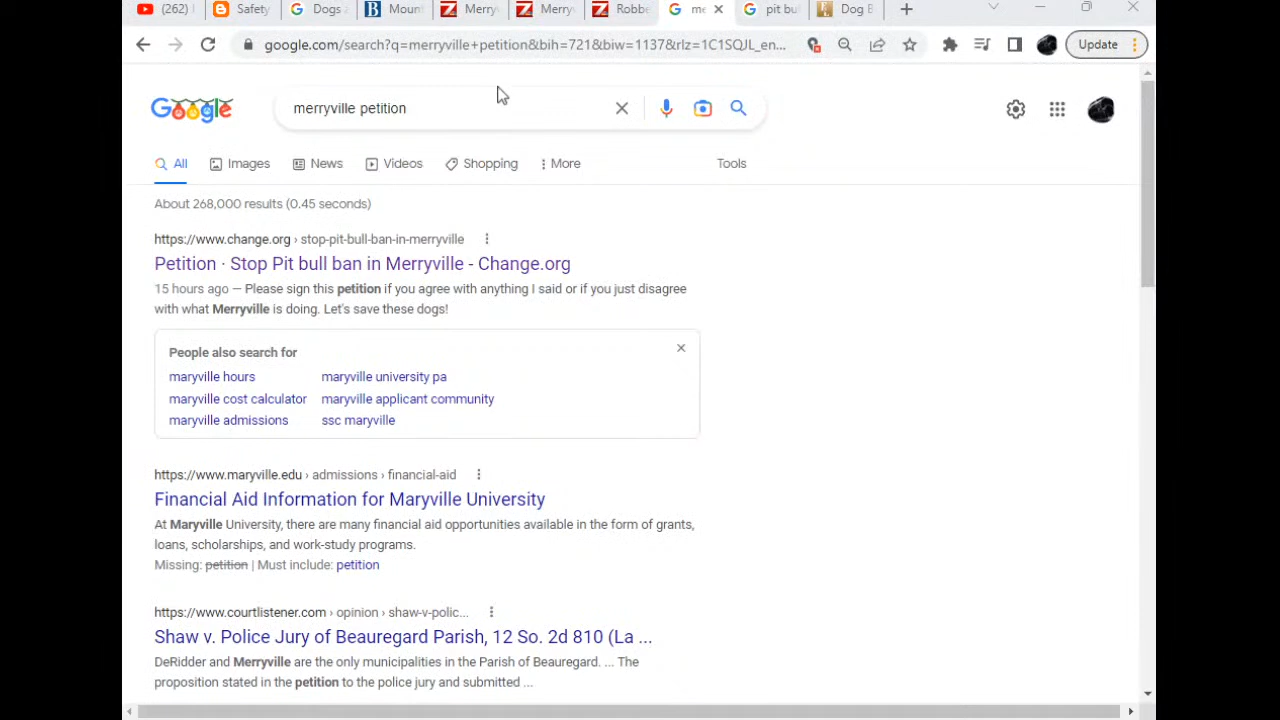 (262) Safety Dogs a Mount Merry Merry Robbe me pit bul Dog B
google.com/search?q=merryville+petition&bih=721&biw=1137&rlz=1C1SQJL_en... Update
Google merryville petition
All Images News Videos Shopping More Tools
About 268,000 results (0.45 seconds)
https://www.change.org › stop-pit-bull-ban-in-merryville
Petition · Stop Pit bull ban in Merryville - Change.org
15 hours ago — Please sign this petition if you agree with anything I said or if you just disagree
with what Merryville is doing. Let's save these dogs!
People also search for
maryville hours maryville university pa
maryville cost calculator maryville applicant community
maryville admissions ssc maryville
https://www.maryville.edu › admissions › financial-aid
Financial Aid Information for Maryville University
At Maryville University, there are many financial aid opportunities available in the form of grants,
loans, scholarships, and work-study programs.
Missing: petition | Must include: petition
https://www.courtlistener.com › opinion › shaw-v-polic...
Shaw v. Police Jury of Beauregard Parish, 12 So. 2d 810 (La ...
DeRidder and Merryville are the only municipalities in the Parish of Beauregard. ... The
proposition stated in the petition to the police jury and submitted ...